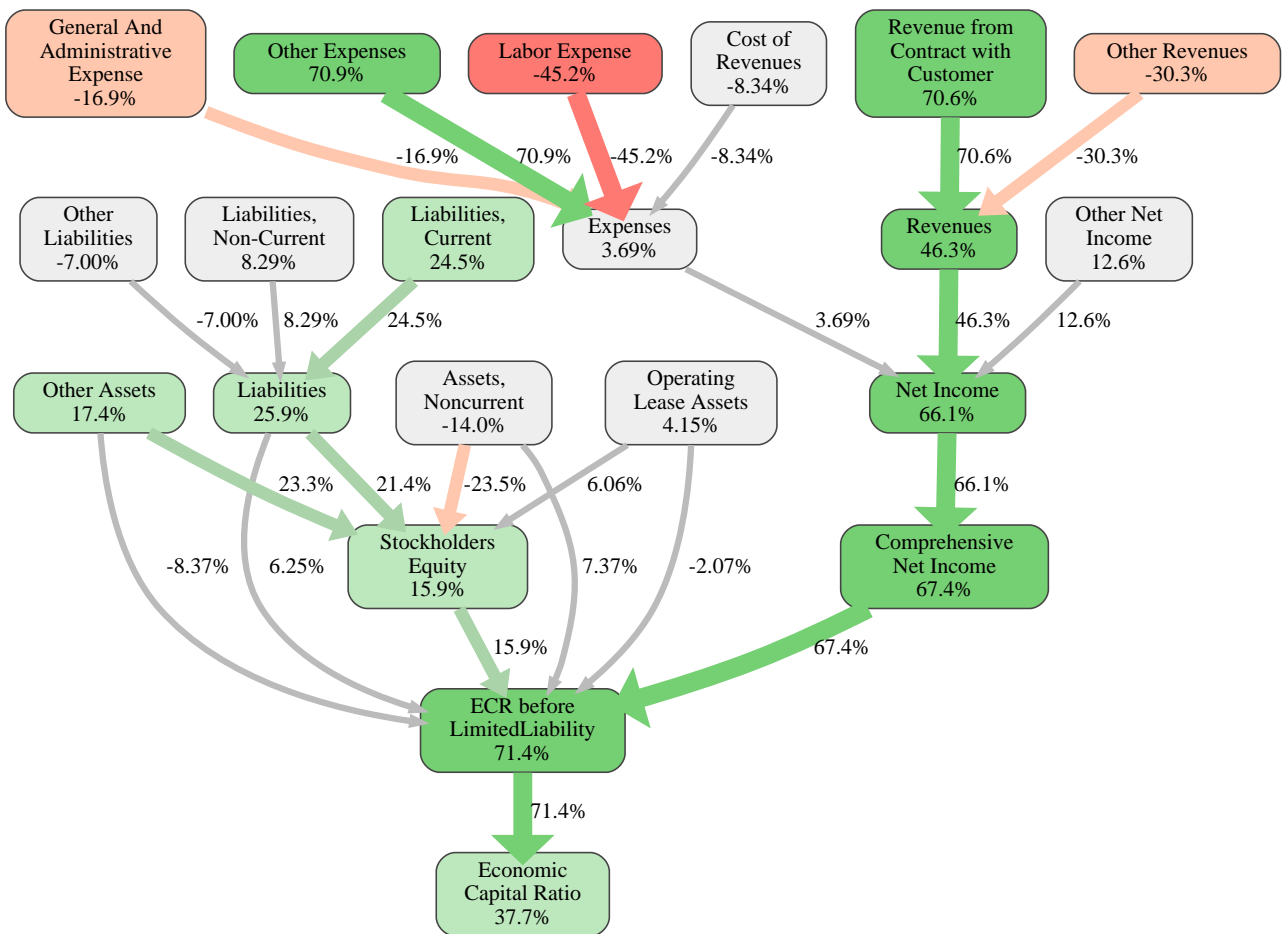 General And
Administrative
Expense
-16.9%
Other Expenses
70.9%
Labor Expense
-45.2%
Cost of
Revenues
-8.34%
Revenue from
Contract with
Customer
70.6%
Other Revenues
-30.3%
-16.9%
70.9%
-45.2%
-8.34%
70.6%
-30.3%
Other
Liabilities
-7.00%
Liabilities,
Non-Current
8.29%
Liabilities,
Current
24.5%
Expenses
3.69%
Revenues
46.3%
Other Net
Income
12.6%
-7.00%
8.29%
24.5%
3.69%
46.3%
12.6%
Other Assets
17.4%
Liabilities
25.9%
Assets,
Noncurrent
-14.0%
Operating
Lease Assets
4.15%
Net Income
66.1%
23.3%
21.4%
-23.5%
6.06%
66.1%
-8.37%
6.25%
Stockholders
Equity
15.9%
7.37%
-2.07%
Comprehensive
Net Income
67.4%
15.9%
67.4%
ECR before
LimitedLiability
71.4%
71.4%
Economic
Capital Ratio
37.7%